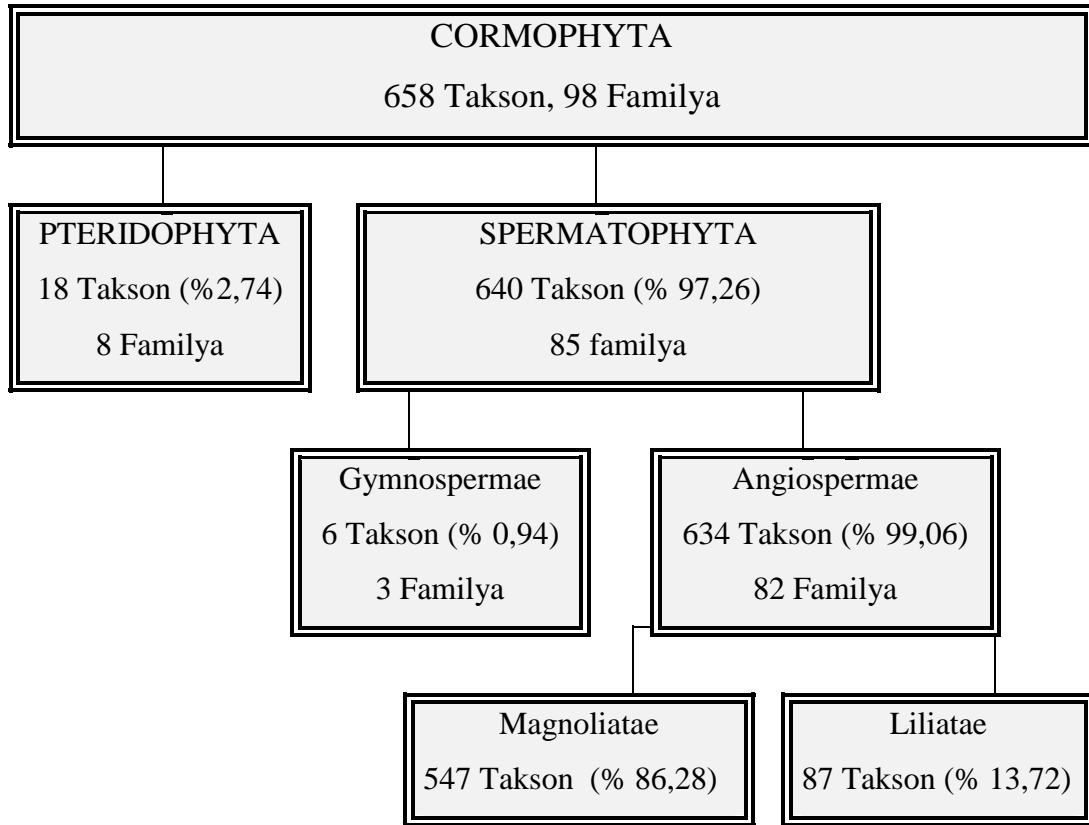 CORMOPHYTA
658 Takson, 98 Familya
PTERIDOPHYTA
18 Takson (%2,74)
8 Familya
SPERMATOPHYTA
640 Takson (% 97,26)
85 familya
Gymnospermae
6 Takson (% 0,94)
3 Familya
Angiospermae
634 Takson (% 99,06)
82 Familya
Magnoliatae
547 Takson (% 86,28)
Liliatae
87 Takson (% 13,72)